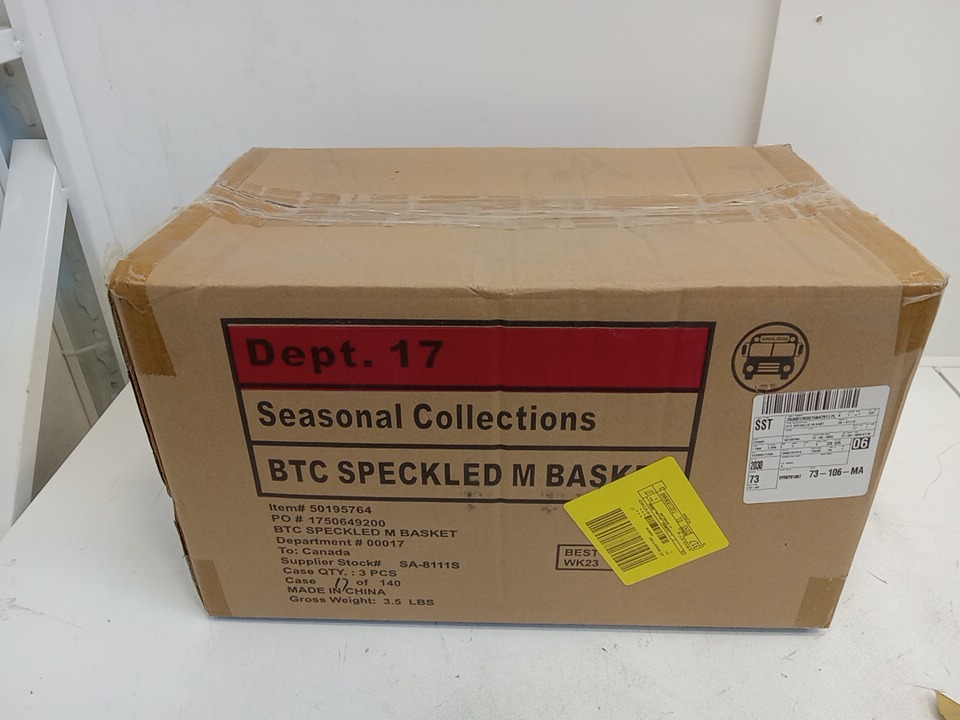 Dept. 17
Seasonal Collections
BTC SPECKLED M BASKET
Item# 50195764
PO # 1750649200
BTC SPECKLED M BASKET
Department # 00017
To: Canada
Supplier Stock# SA-8111S
Case QTY. : 3 PCS
Case 17 of 140
MADE IN CHINA
Gross Weight: 3.5 LBS
BEST
WK23
SST
06
2030
73
73-106-MA